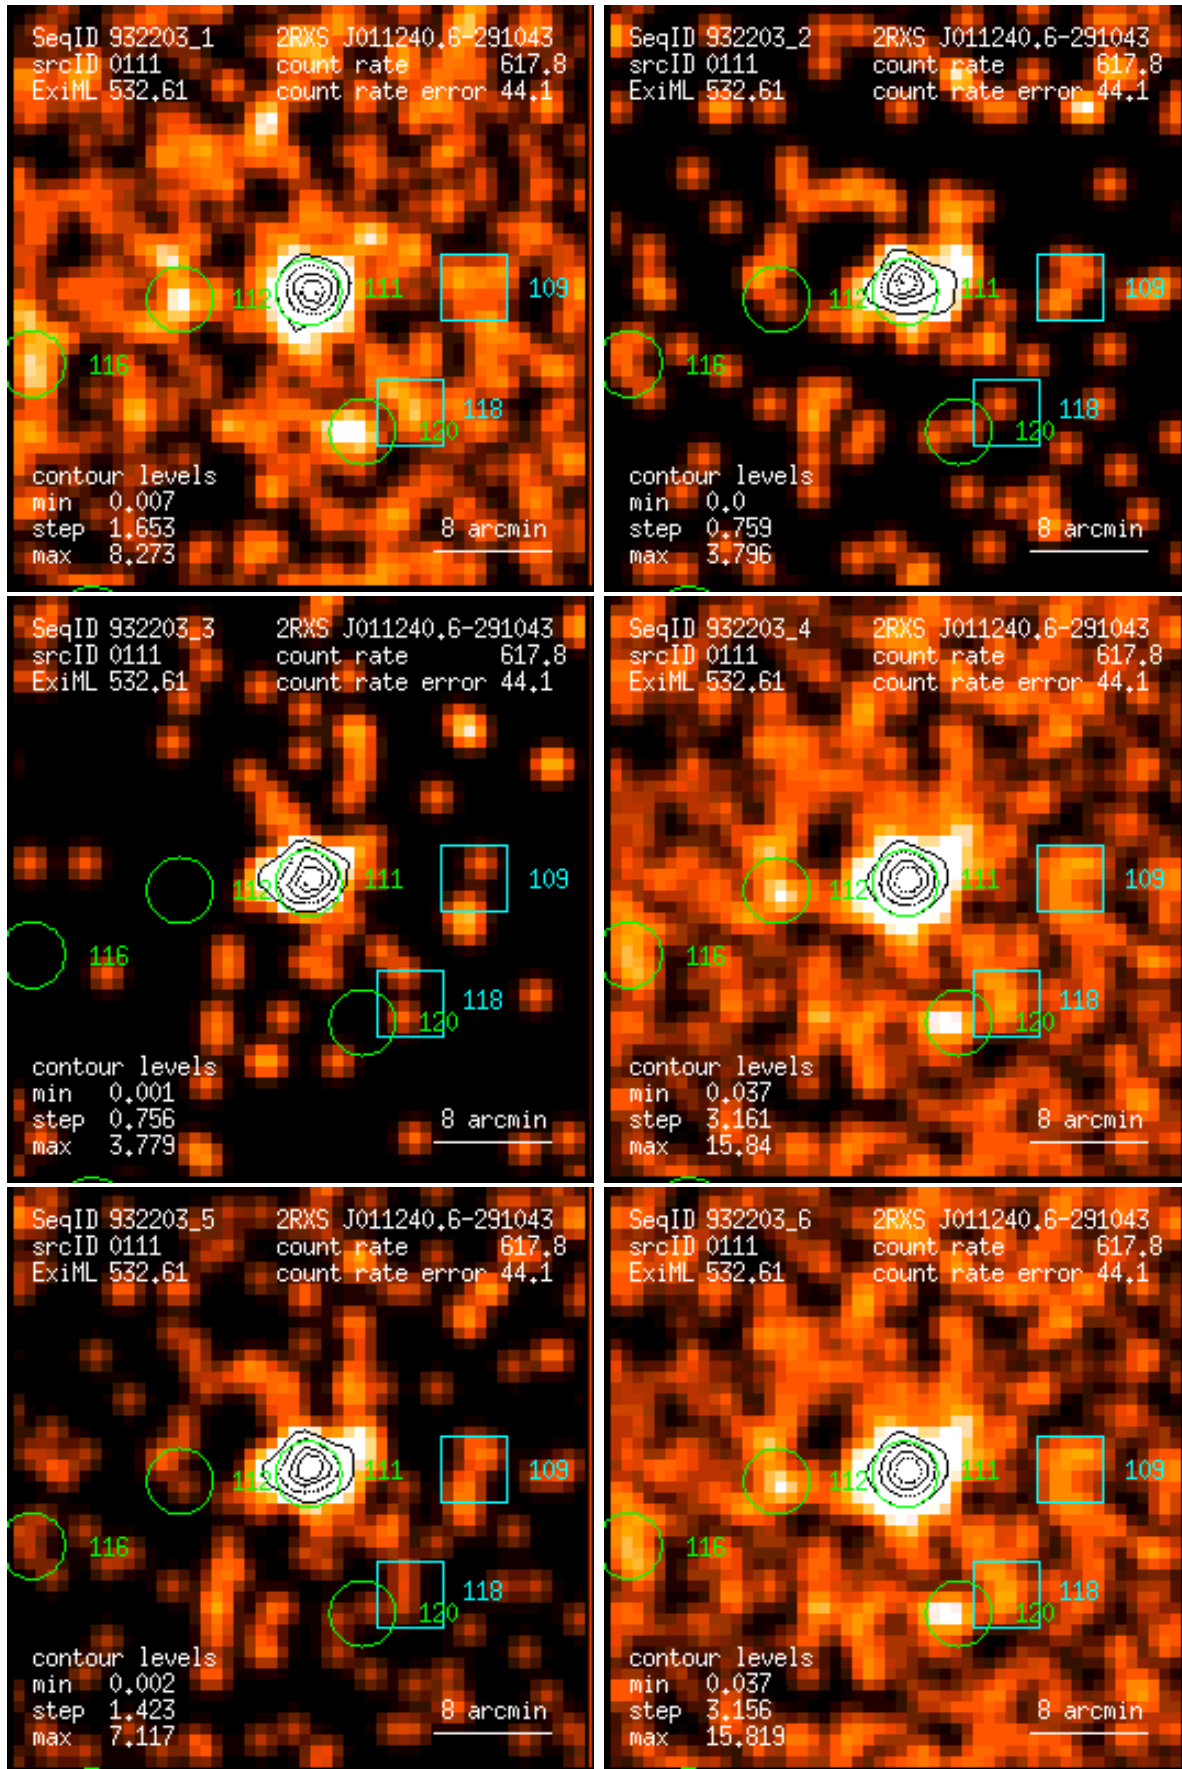 SeqID 932203_1 2RXS J011240.6-291043
srcID 0111 count rate 617.8
ExiML 532.61 count rate error 44.1
112 111 109
116
118
120
contour levels
min 0.007
step 1.653 8 arcmin
max 8.273
SeqID 932203_2 2RXS J011240.6-291043
srcID 0111 count rate 617.8
ExiML 532.61 count rate error 44.1
112 111 109
116
118
120
contour levels
min 0.0
step 0.759 8 arcmin
max 3.796
SeqID 932203_3 2RXS J011240.6-291043
srcID 0111 count rate 617.8
ExiML 532.61 count rate error 44.1
112 111 109
116
118
120
contour levels
min 0.001
step 0.756 8 arcmin
max 3.779
SeqID 932203_4 2RXS J011240.6-291043
srcID 0111 count rate 617.8
ExiML 532.61 count rate error 44.1
112 111 109
116
118
120
contour levels
min 0.037
step 3.161 8 arcmin
max 15.84
SeqID 932203_5 2RXS J011240.6-291043
srcID 0111 count rate 617.8
ExiML 532.61 count rate error 44.1
112 111 109
116
118
120
contour levels
min 0.002
step 1.423 8 arcmin
max 7.117
SeqID 932203_6 2RXS J011240.6-291043
srcID 0111 count rate 617.8
ExiML 532.61 count rate error 44.1
112 111 109
116
118
120
contour levels
min 0.037
step 3.156 8 arcmin
max 15.819